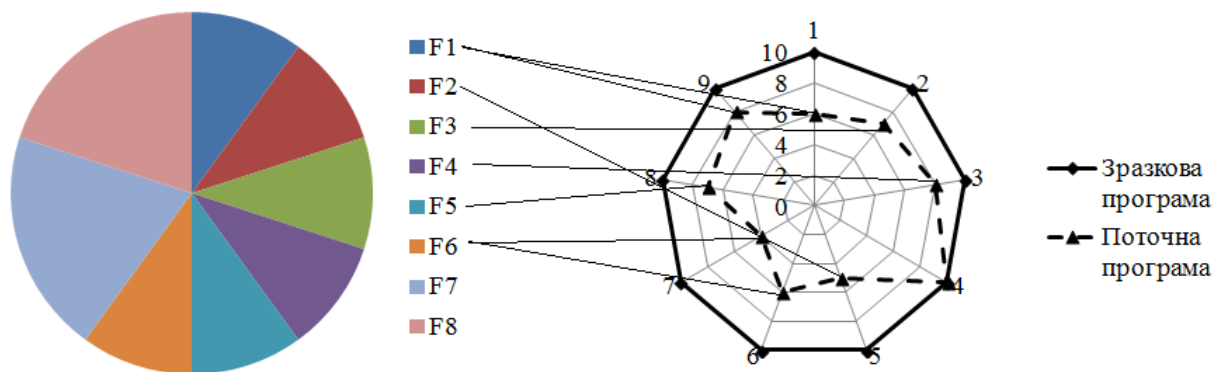 F1
F2
F3
F4
F5
F6
F7
F8
1
2
3
4
5
6
7
8
9
10
8
6
4
2
0
Зразкова
програма
Поточна
програма